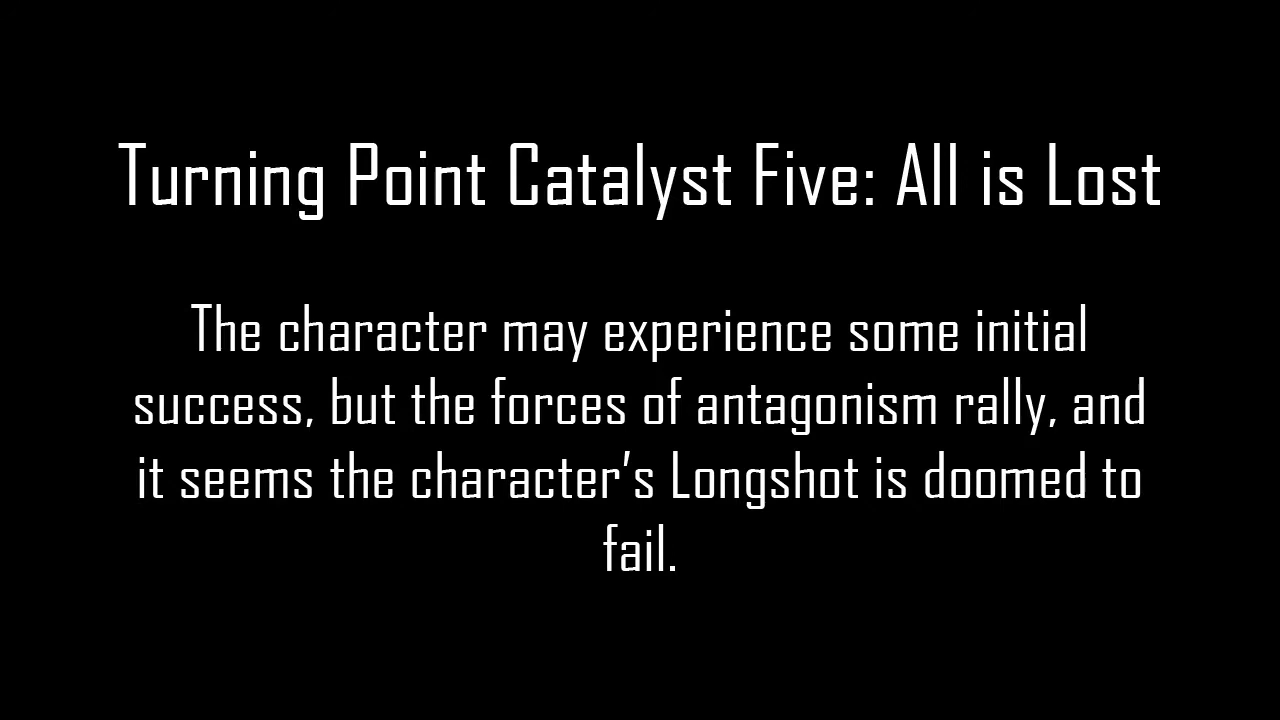 Turning Point Catalyst Five: All is Lost
The character may experience some initial
success, but the forces of antagonism rally, and
it seems the character’s Longshot is doomed to
fail.